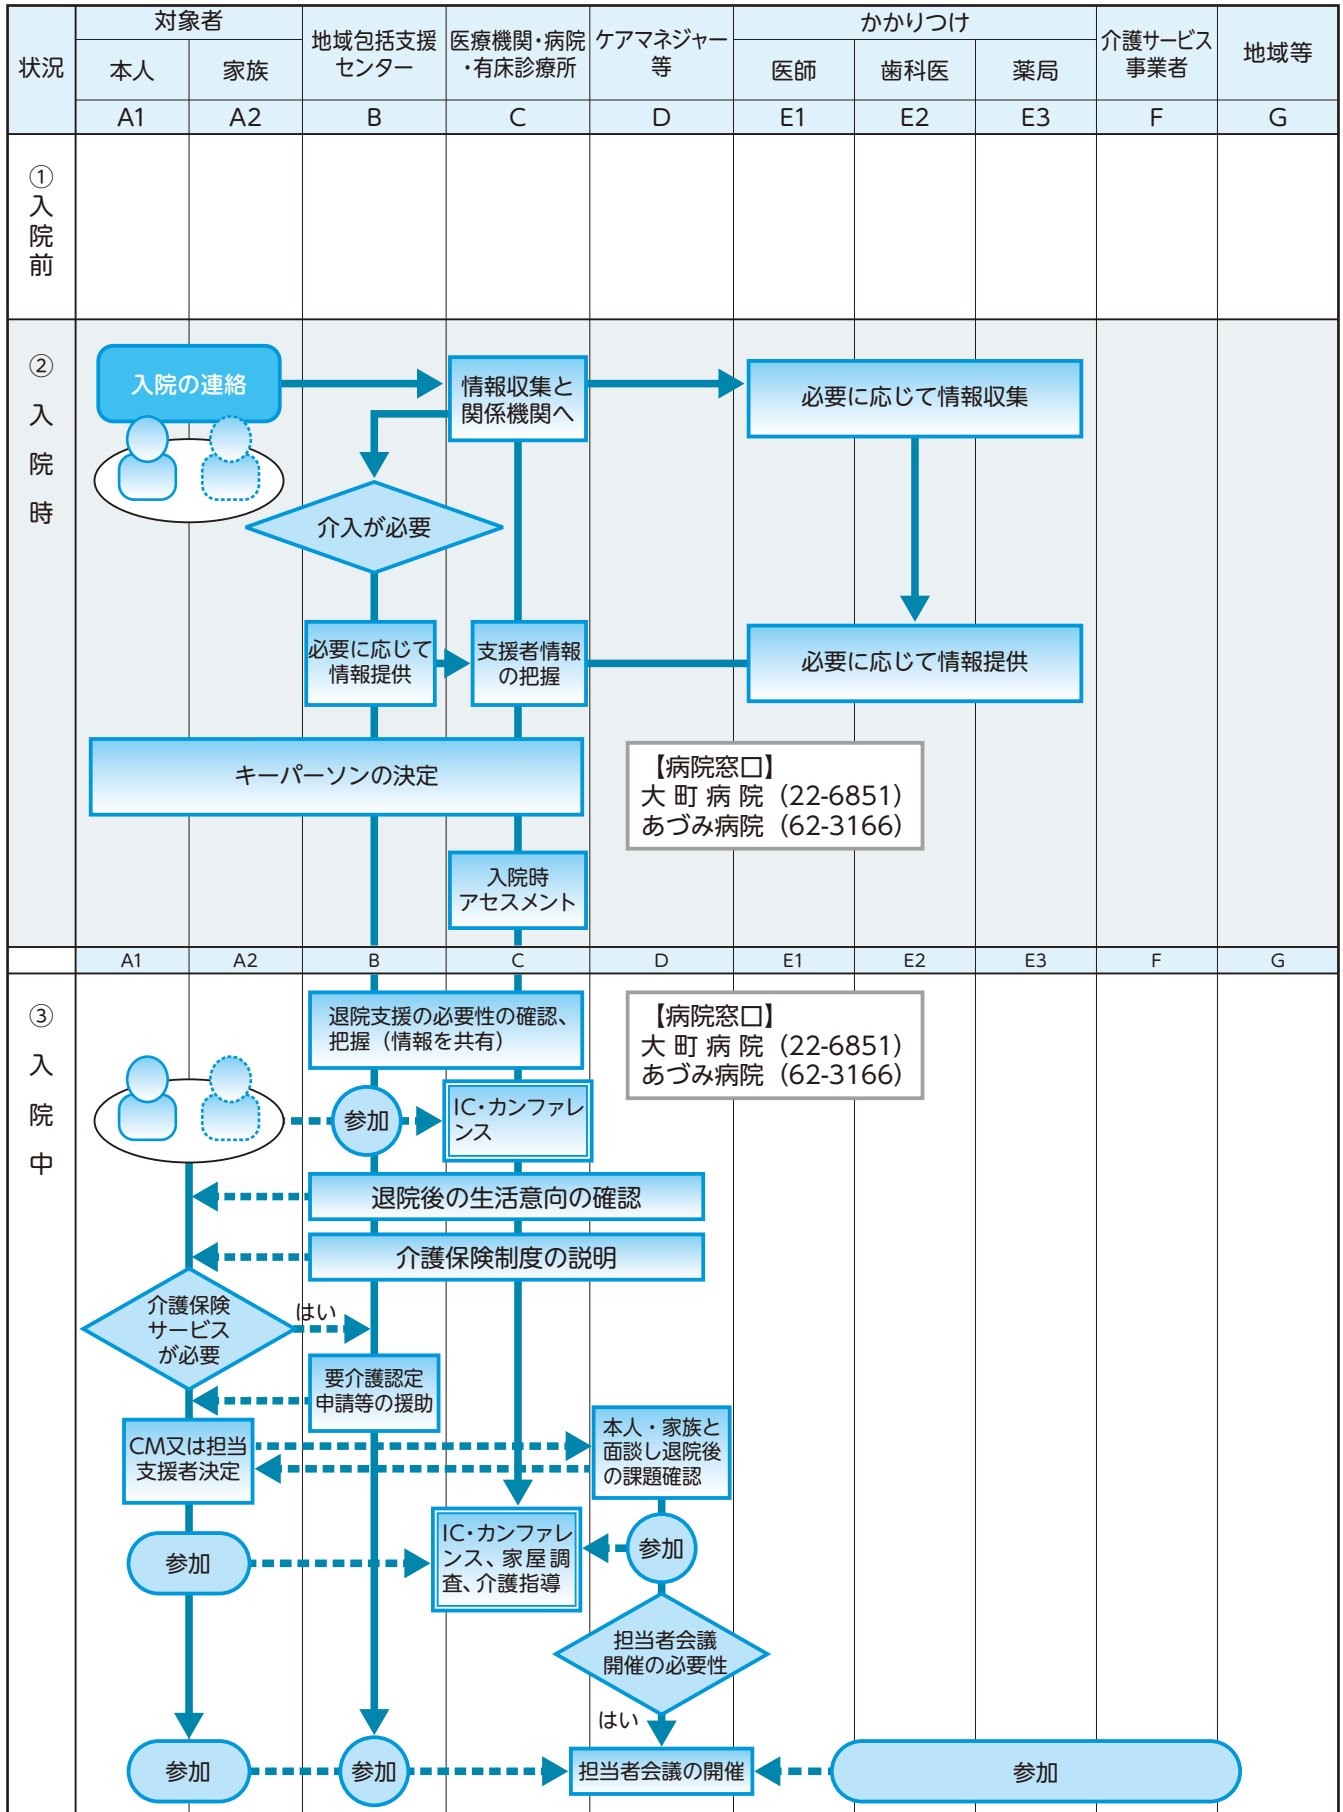 状況
対象者
地域包括支援
センター
医療機関・病院
・有床診療所
ケアマネジャー
等
かかりつけ
介護サービス
事業者
地域等
本人
家族
医師
歯科医
薬局
A1
A2
B
C
D
E1
E2
E3
F
G
①
入
院
前
②
入
院
時
入院の連絡
情報収集と
関係機関へ
必要に応じて情報収集
介入が必要
必要に応じて
情報提供
支援者情報
の把握
必要に応じて情報提供
キーパーソンの決定
【病院窓口】
大町病院（22-6851）
あづみ病院（62-3166）
入院時
アセスメント
A1
A2
B
C
D
E1
E2
E3
F
G
③
入
院
中
退院支援の必要性の確認、
把握（情報を共有）
【病院窓口】
大町病院（22-6851）
あづみ病院（62-3166）
参加
IC・カンファレ
ンス
退院後の生活意向の確認
介護保険制度の説明
介護保険
サービス
が必要
はい
要介護認定
申請等の援助
CM又は担当
支援者決定
本人・家族と
面談し退院後
の課題確認
参加
IC・カンファレ
ンス、家屋調
査、介護指導
参加
担当者会議
開催の必要性
はい
参加
参加
担当者会議の開催
参加